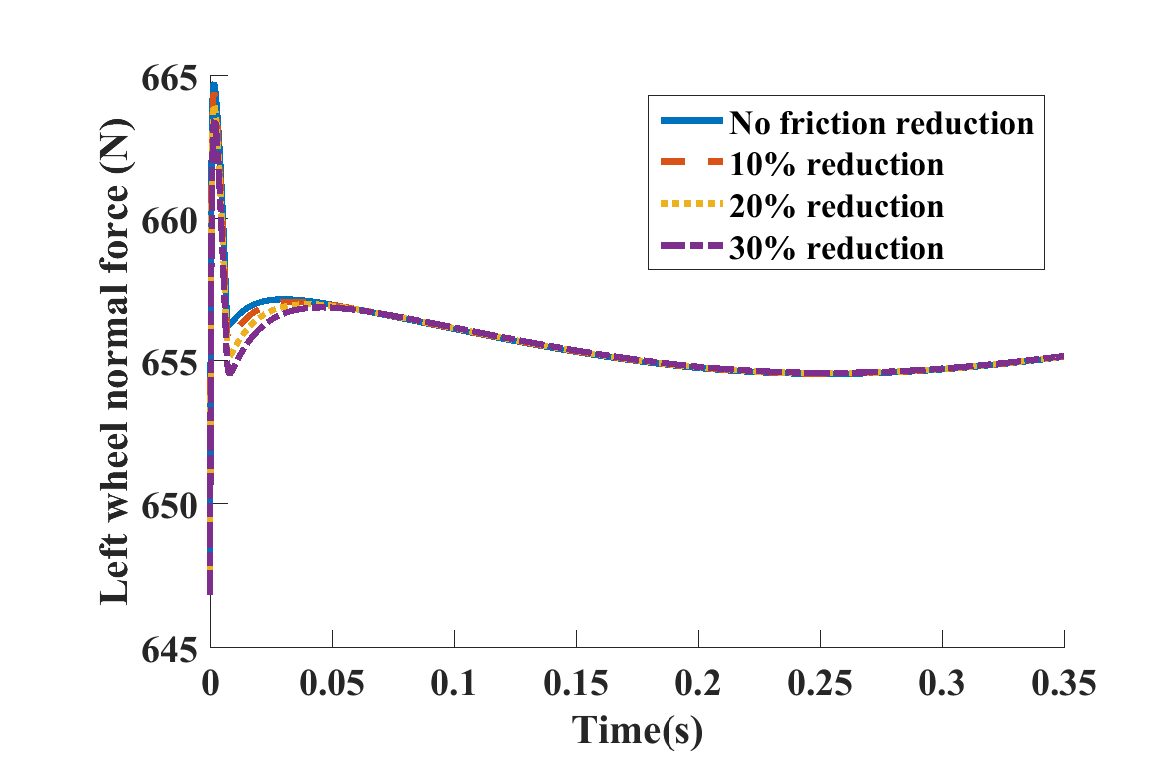 665
660
655
650
645
0
0.05
0.1
0.15
0.2
0.25
0.3
0.35
Left wheel normal force (N)
Time(s)
No friction reduction
10% reduction
20% reduction
30% reduction